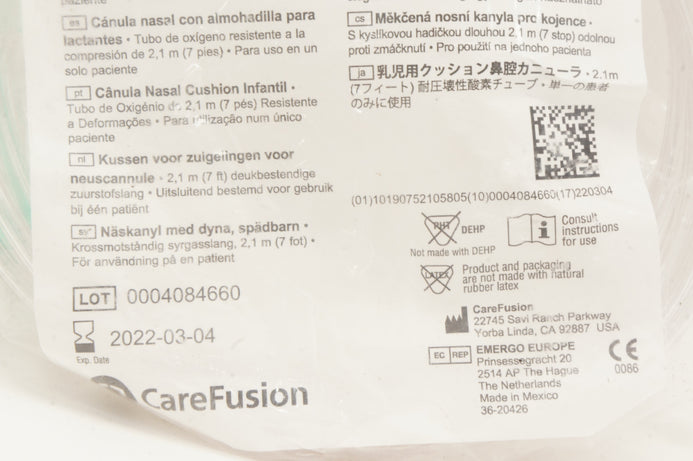 es Cánula nasal con almohadilla para
lactantes • Tubo de oxígeno resistente a la
compresión de 2,1 m (7 pies) • Para uso en un
solo paciente
pt Cânula Nasal Cushion Infantil •
Tubo de Oxigénio de 2,1 m (7 pés) Resistente
a Deformações • Para utilização num único
paciente
nl Kussen voor zuigelingen voor
neuscannule • 2,1 m (7 ft) deukbestendige
zuurstofslang • Uitsluitend bestemd voor gebruik
bij één patiënt
sv Näskanyl med dyna, spädbarn •
Krossmotståndig syrgasslang, 2,1 m (7 fot) •
För användning på en patient
LOT 0004084660
2022-03-04
Exp. Date
CareFusion
cs Měkčená nosní kanyla pro kojence •
S kyslíkovou hadičkou dlouhou 2,1 m (7 stop) odolnou
proti zmáčknutí • Pro použití na jednoho pacienta
ja 乳児用クッション鼻腔カニューラ • 2.1m
(7フィート) 耐圧壊性酸素チューブ • 単一の患者
のみに使用
(01)10190752105805(10)0004084660(17)220304
PHT DEHP
Not made with DEHP
Consult
instructions
for use
LATEX Product and packaging
are not made with natural
rubber latex
CareFusion
22745 Savi Ranch Parkway
Yorba Linda, CA 92887 USA
EC REP EMERGO EUROPE
Prinsessegracht 20
2514 AP The Hague
The Netherlands
Made in Mexico
36-20426
CE
0086